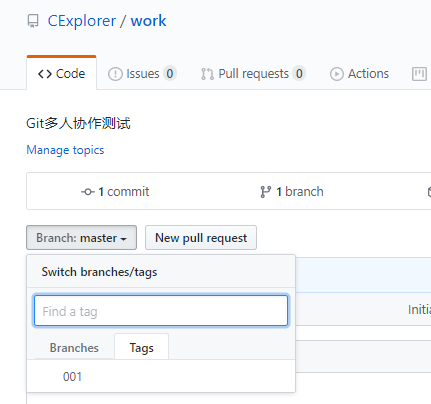 CExplorer / work
Code Issues 0 Pull requests 0 Actions
Git多人协作测试
Manage topics
1 commit 1 branch
Branch: master New pull request
Switch branches/tags
Find a tag
Initia
Branches Tags
001